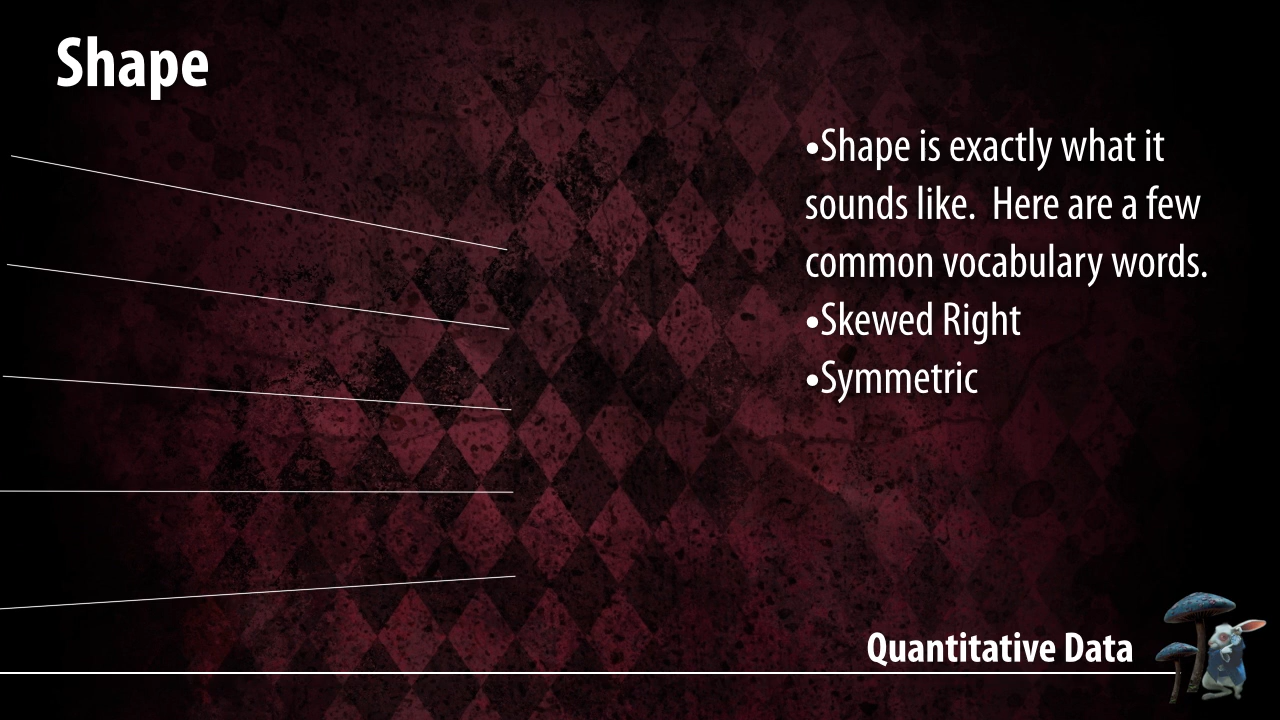 Shape
•Shape is exactly what it
sounds like.  Here are a few
common vocabulary words.
•Skewed Right
•Symmetric
Quantitative Data